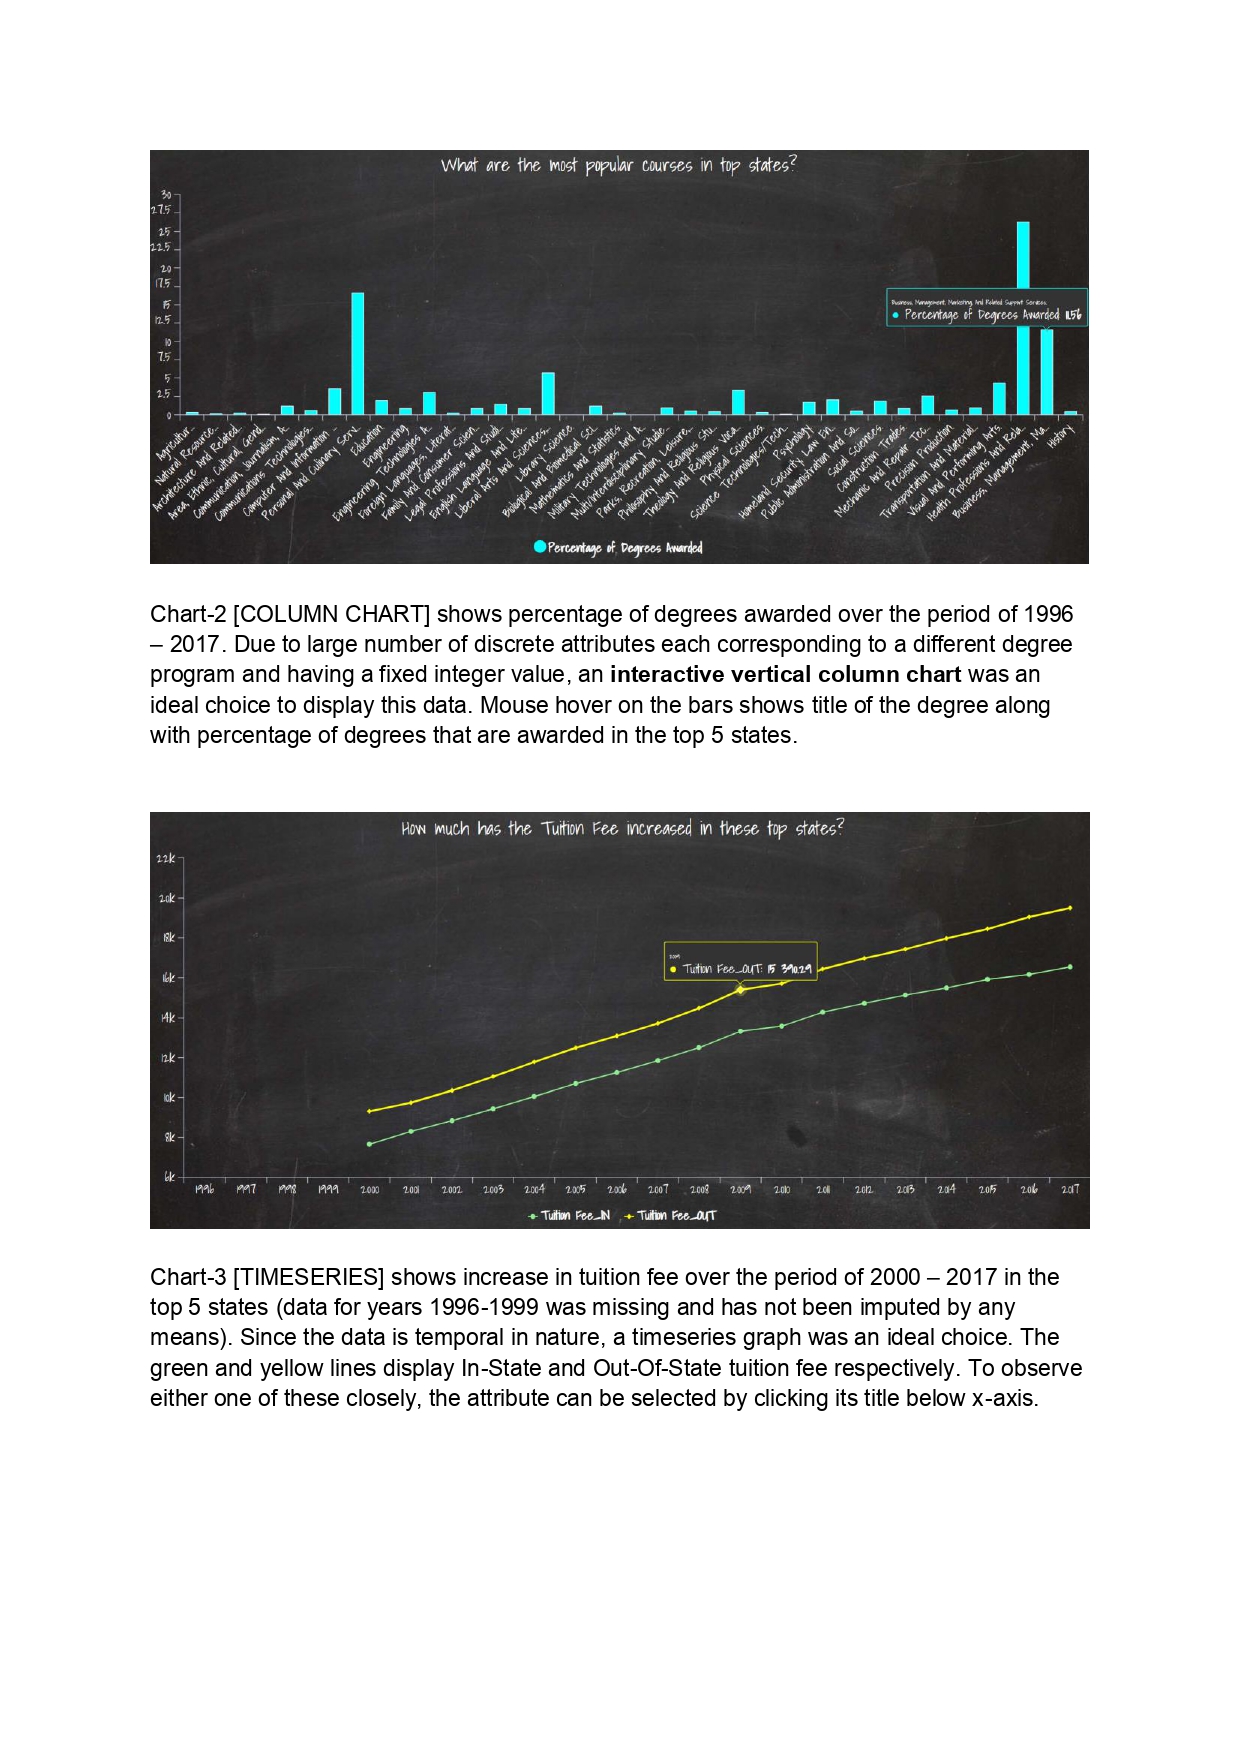 What are the most popular courses in top states?
30
27.5
25
22.5
20
17.5
15
12.5
10
7.5
5
2.5
0
Business, Management, Marketing, And Related Support Services,
Percentage of Degrees Awarded 11.56
Agricultur...
Natural Resource...
Architecture And Related...
Area, Ethnic, Cultural, Gend...
Communication, Journalism, A...
Communications Technologies...
Computer And Information ...
Personal And Culinary Serv...
Education
Engineering
Engineering Technologies A...
Foreign Languages, Literat...
Family And Consumer Scien...
Legal Professions And Stud...
English Language And Lite...
Liberal Arts And Sciences...
Library Science
Biological And Biomedical Sci...
Mathematics And Statistics
Military Technologies And A...
Multi/Interdisciplinary Studie...
Parks, Recreation, Leisure...
Philosophy And Religious Stu...
Theology And Religious Voca...
Physical Sciences
Science Technologies/Tech...
Psychology
Homeland Security, Law En...
Public Administration And So...
Social Sciences
Construction Trades
Mechanic And Repair Tec...
Precision Production
Transportation And Material...
Visual And Performing Arts
Health Professions And Rela...
Business, Management, Ma...
History
Percentage of Degrees Awarded
Chart-2 [COLUMN CHART] shows percentage of degrees awarded over the period of 1996
– 2017. Due to large number of discrete attributes each corresponding to a different degree
program and having a fixed integer value, an interactive vertical column chart was an
ideal choice to display this data. Mouse hover on the bars shows title of the degree along
with percentage of degrees that are awarded in the top 5 states.
How much has the Tuition Fee increased in these top states?
22k
20k
18k
16k
14k
12k
10k
8k
6k
2009
Tuition Fee_OUT: 15 390.29
1996 1997 1998 1999 2000 2001 2002 2003 2004 2005 2006 2007 2008 2009 2010 2011 2012 2013 2014 2015 2016 2017
Tuition Fee_IN Tuition Fee_OUT
Chart-3 [TIMESERIES] shows increase in tuition fee over the period of 2000 – 2017 in the
top 5 states (data for years 1996-1999 was missing and has not been imputed by any
means). Since the data is temporal in nature, a timeseries graph was an ideal choice. The
green and yellow lines display In-State and Out-Of-State tuition fee respectively. To observe
either one of these closely, the attribute can be selected by clicking its title below x-axis.